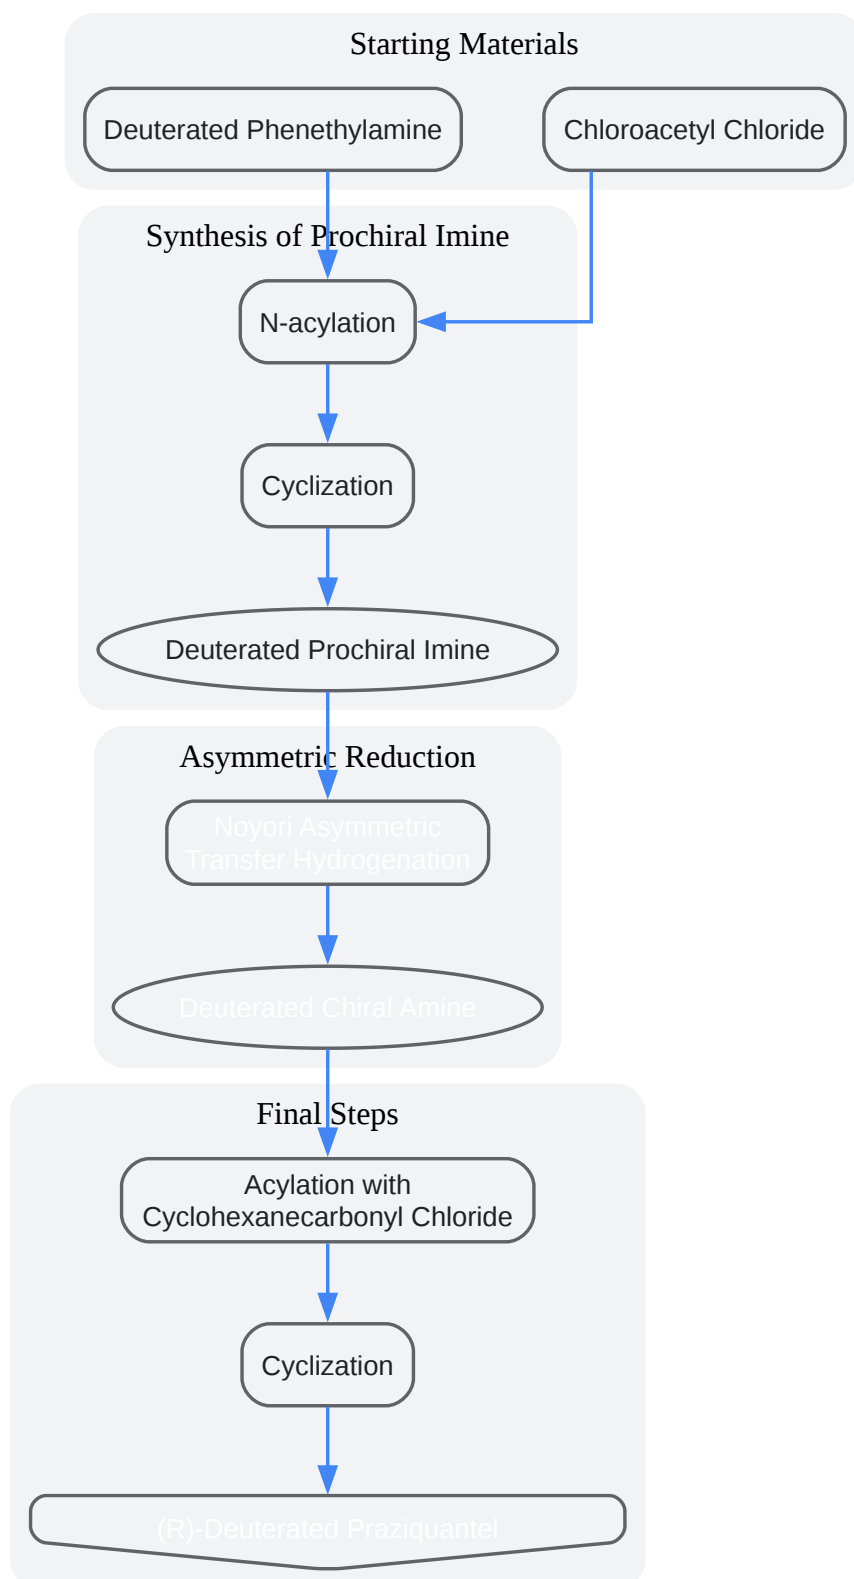 Starting Materials
Deuterated Phenethylamine
Chloroacetyl Chloride
Synthesis of Prochiral Imine
N-acylation
Cyclization
Deuterated Prochiral Imine
Asymmetric Reduction
Noyori Asymmetric
Transfer Hydrogenation
Deuterated Chiral Amine
Final Steps
Acylation with
Cyclohexanecarbonyl Chloride
Cyclization
(R)-Deuterated Praziquantel